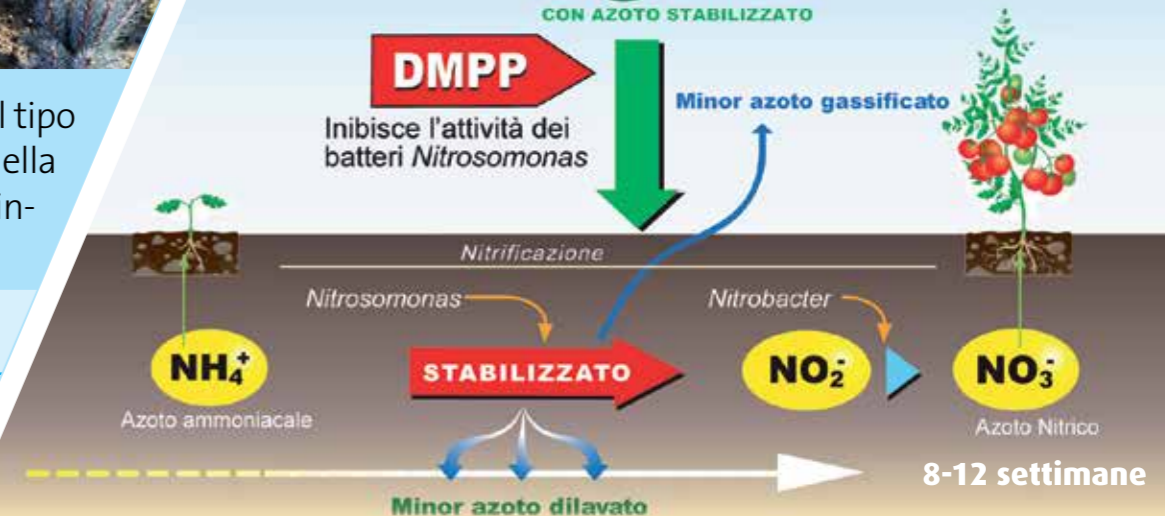 CON AZOTO STABILIZZATO
DMPP
Inibisce l'attività dei
batteri Nitrosomonas
Minor azoto gassificato
l tipo
ella
in-
Nitrificazione
Nitrosomonas
Nitrobacter
NH₄⁺
STABILIZZATO
NO₂⁻
NO₃⁻
Azoto ammoniacale
Azoto Nitrico
8-12 settimane
Minor azoto dilavato